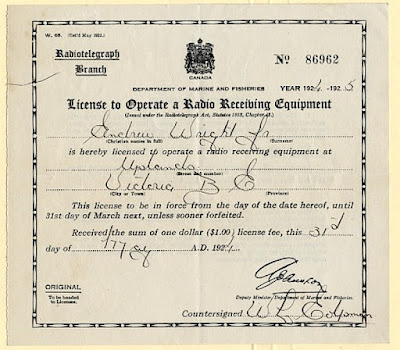 W. 68. (Ed'd May 1922.)
Radiotelegraph
Branch
CANADA
Nº 86962
DEPARTMENT OF MARINE AND FISHERIES
YEAR 1924-1925
License to Operate a Radio Receiving Equipment
(Issued under the Radiotelegraph Act, Statutes 1913, Chapter 43.)
Andrew Wright Jr
(Christian names in full) (Surname)
is hereby licensed to operate a radio receiving equipment at
Uplands
(Street and number)
Victoria B C
(City or Town) (Province)
This license to be in force from the day of the date hereof, until
31st day of March next, unless sooner forfeited.
Received the sum of one dollar ($1.00) license fee, this 31st
day of May A.D. 1924
ORIGINAL
To be handed
to Licensee.
Deputy Minister, Department of Marine and Fisheries.
Countersigned W. L.